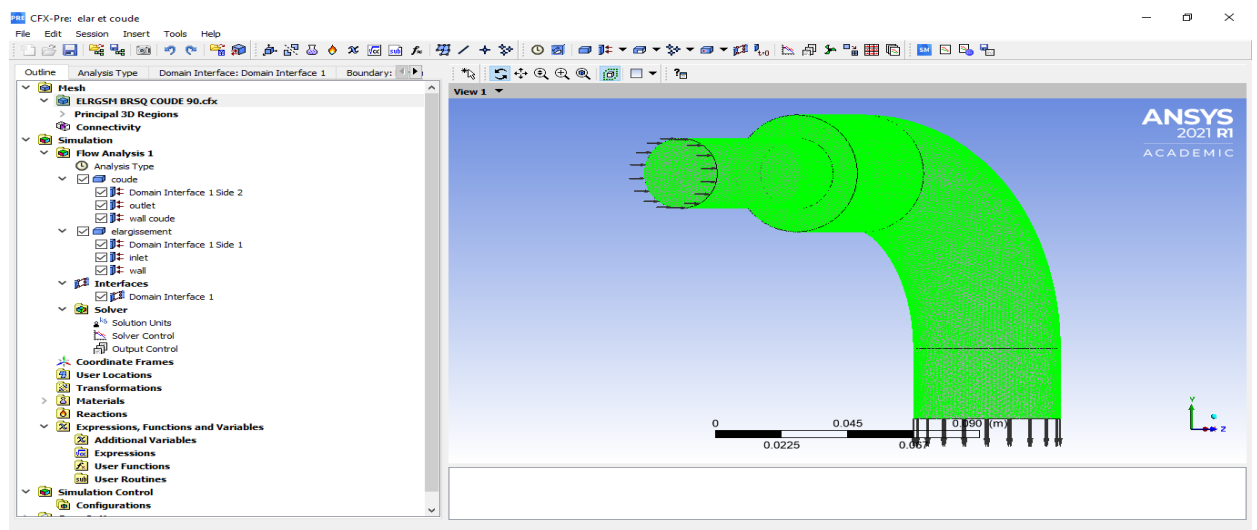 PRE CFX-Pre: elar et coude
File Edit Session Insert Tools Help
Outline Analysis Type Domain Interface: Domain Interface 1 Boundary:
Mesh
ELRGSM BRSQ COUDE 90.cfx
Principal 3D Regions
Connectivity
Simulation
Flow Analysis 1
Analysis Type
coude
Domain Interface 1 Side 2
outlet
wall coude
elargissement
Domain Interface 1 Side 1
inlet
wall
Interfaces
Domain Interface 1
Solver
Solution Units
Solver Control
Output Control
Coordinate Frames
User Locations
Transformations
Materials
Reactions
Expressions, Functions and Variables
Additional Variables
Expressions
User Functions
User Routines
Simulation Control
Configurations
View 1
ANSYS
2021 R1
ACADEMIC
0 0.045 0.090 (m)
0.0225
Y
Z